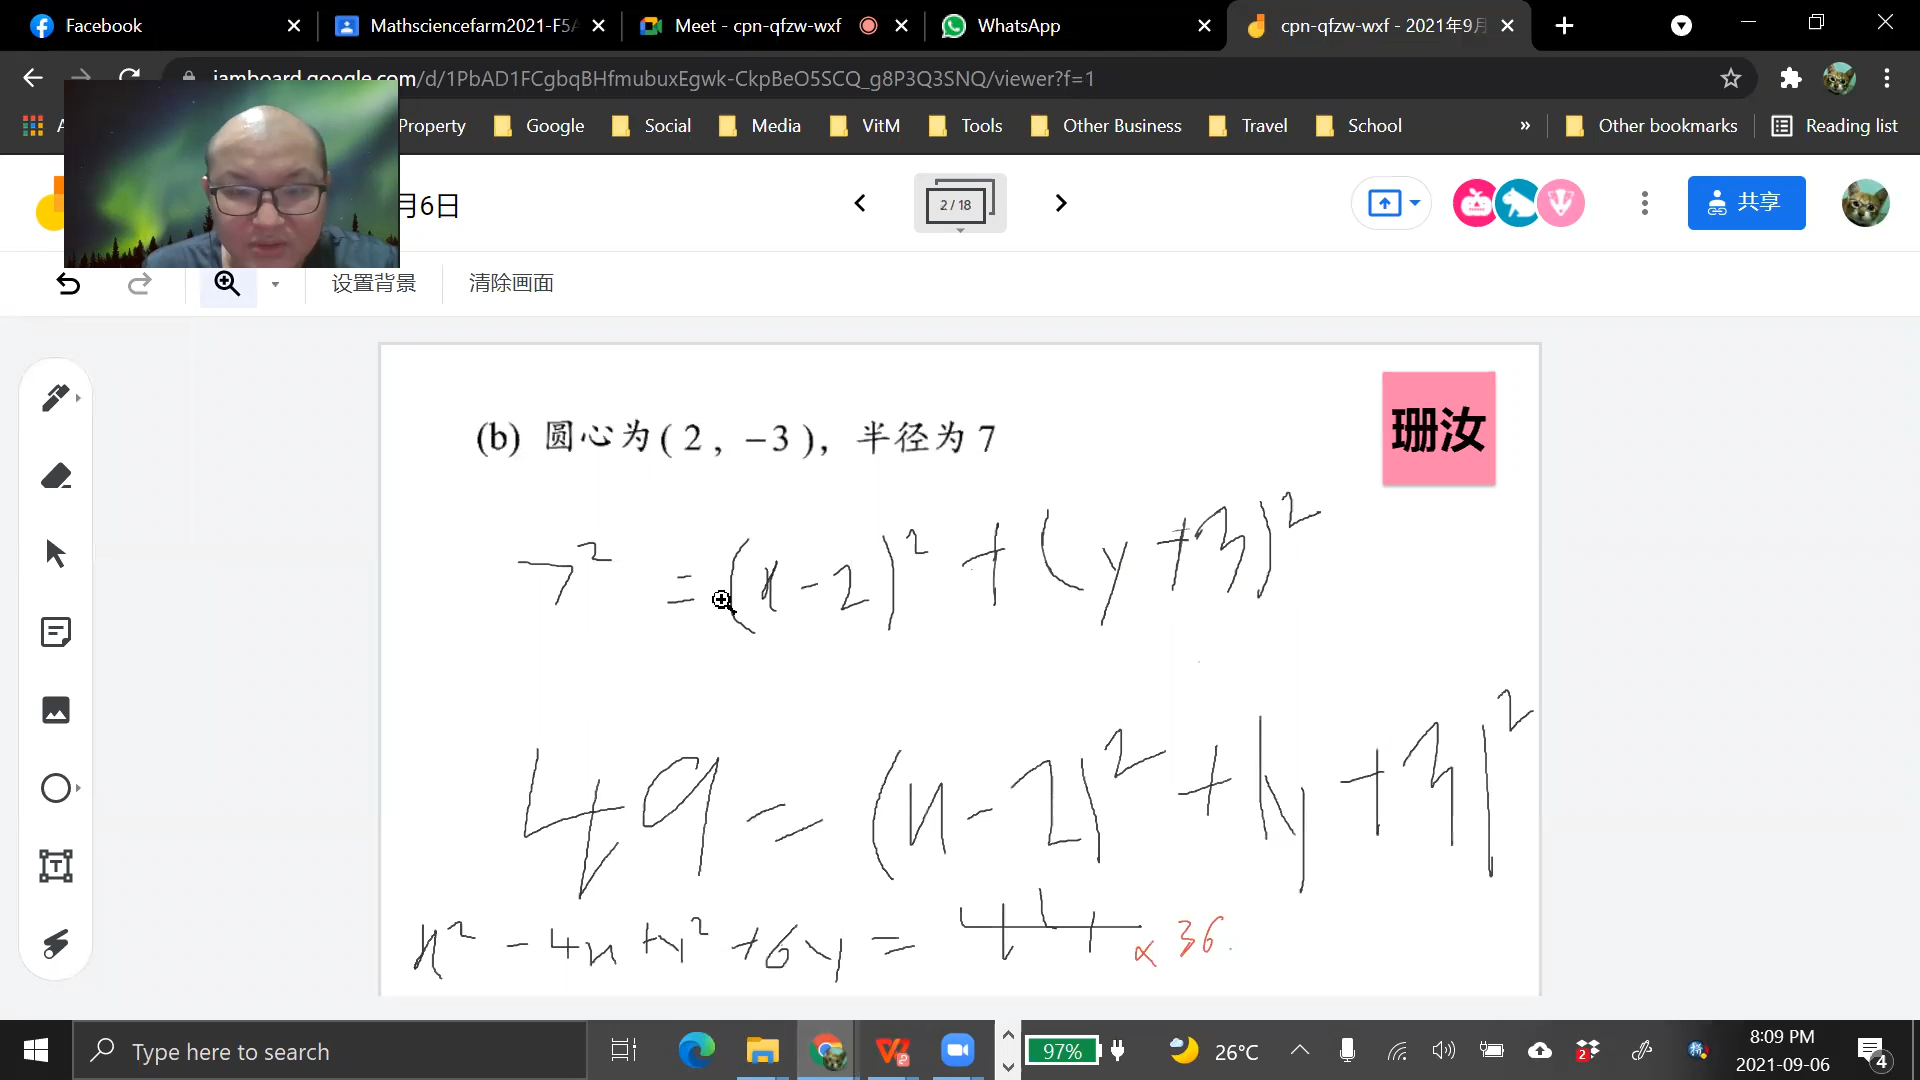 Facebook
Mathsciencefarm2021-F5A
Meet - cpn-qfzw-wxf
WhatsApp
cpn-qfzw-wxf - 2021年9月
jamboard.google.com/d/1PbAD1FCgbqBHfmubuxEgwk-CkpBeO5SCQ_g8P3Q3SNQ/viewer?f=1
A
Property
Google
Social
Media
VitM
Tools
Other Business
Travel
School
»
Other bookmarks
Reading list
月6日
2 / 18
共享
设置背景
清除画面
(b) 圆心为(2, −3), 半径为7
珊汝
7² = (x-2)² + (y+3)²
49 = (x-2)² + (y+3)²
x² - 4x + y² + 6y = 44
36
Type here to search
97%
26°C
8:09 PM
2021-09-06
4
2